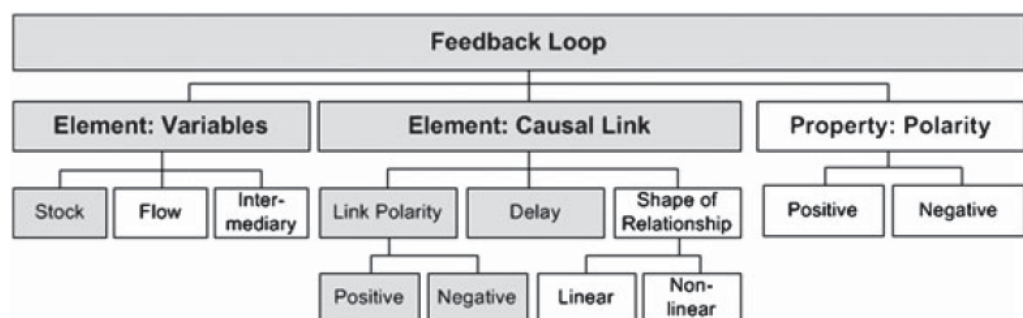 Feedback Loop
Element: Variables
Element: Causal Link
Property: Polarity
Stock
Flow
Inter-
mediary
Link Polarity
Delay
Shape of
Relationship
Positive
Negative
Positive
Negative
Linear
Non-
linear